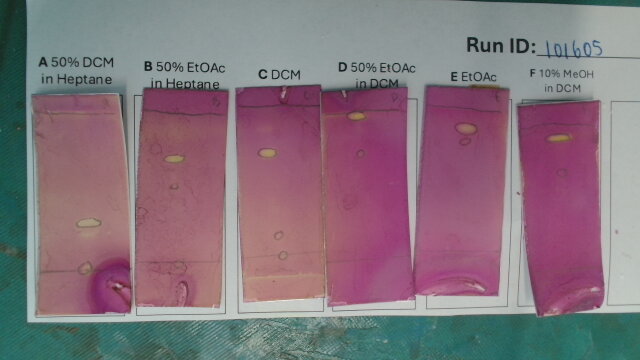 Run ID: 101605
A 50% DCM
in Heptane
B 50% EtOAc
in Heptane
C DCM
D 50% EtOAc
in DCM
E EtOAc
F 10% MeOH
in DCM